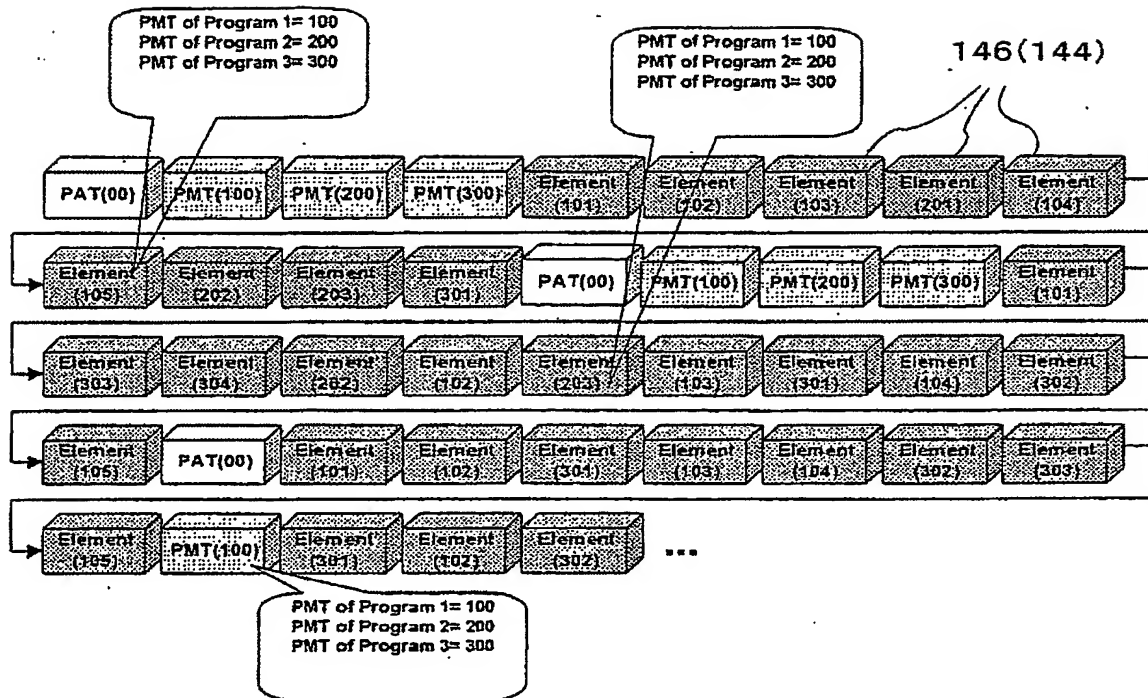 PMT of Program 1= 100
PMT of Program 2= 200
PMT of Program 3= 300
PMT of Program 1= 100
PMT of Program 2= 200
PMT of Program 3= 300
146(144)
PAT(00) PMT(100) PMT(200) PMT(300) Element (101) Element (102) Element (103) Element (201) Element (104)
Element (105) Element (202) Element (203) Element (301) PAT(00) PMT(100) PMT(200) PMT(300) Element (101)
Element (303) Element (304) Element (202) Element (102) Element (203) Element (103) Element (301) Element (104) Element (302)
Element (105) PAT(00) Element (101) Element (102) Element (301) Element (103) Element (104) Element (302) Element (303)
Element (105) PMT(100) Element (301) Element (102) Element (302) ...
PMT of Program 1= 100
PMT of Program 2= 200
PMT of Program 3= 300